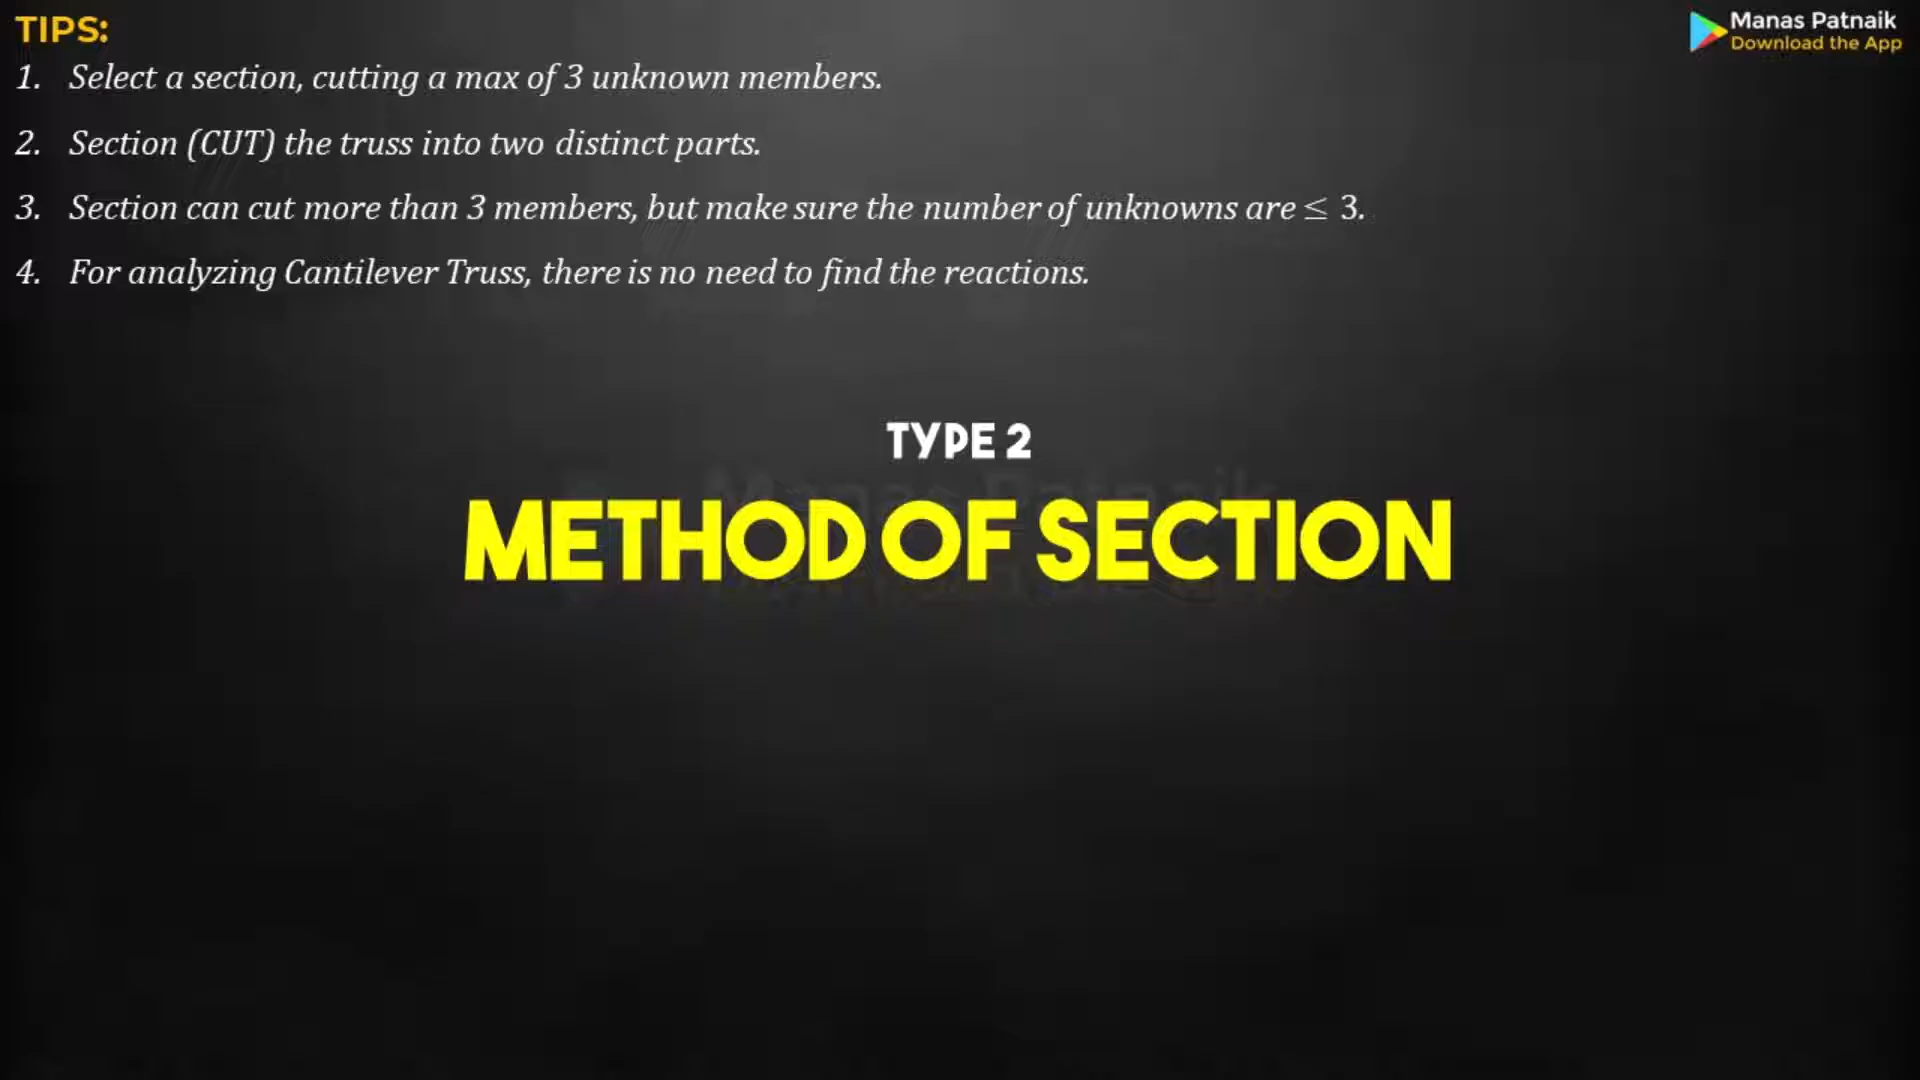 TIPS:
Manas Patnaik
Download the App
1. Select a section, cutting a max of 3 unknown members.
2. Section (CUT) the truss into two distinct parts.
3. Section can cut more than 3 members, but make sure the number of unknowns are ≤ 3.
4. For analyzing Cantilever Truss, there is no need to find the reactions.
TYPE 2
METHOD OF SECTION